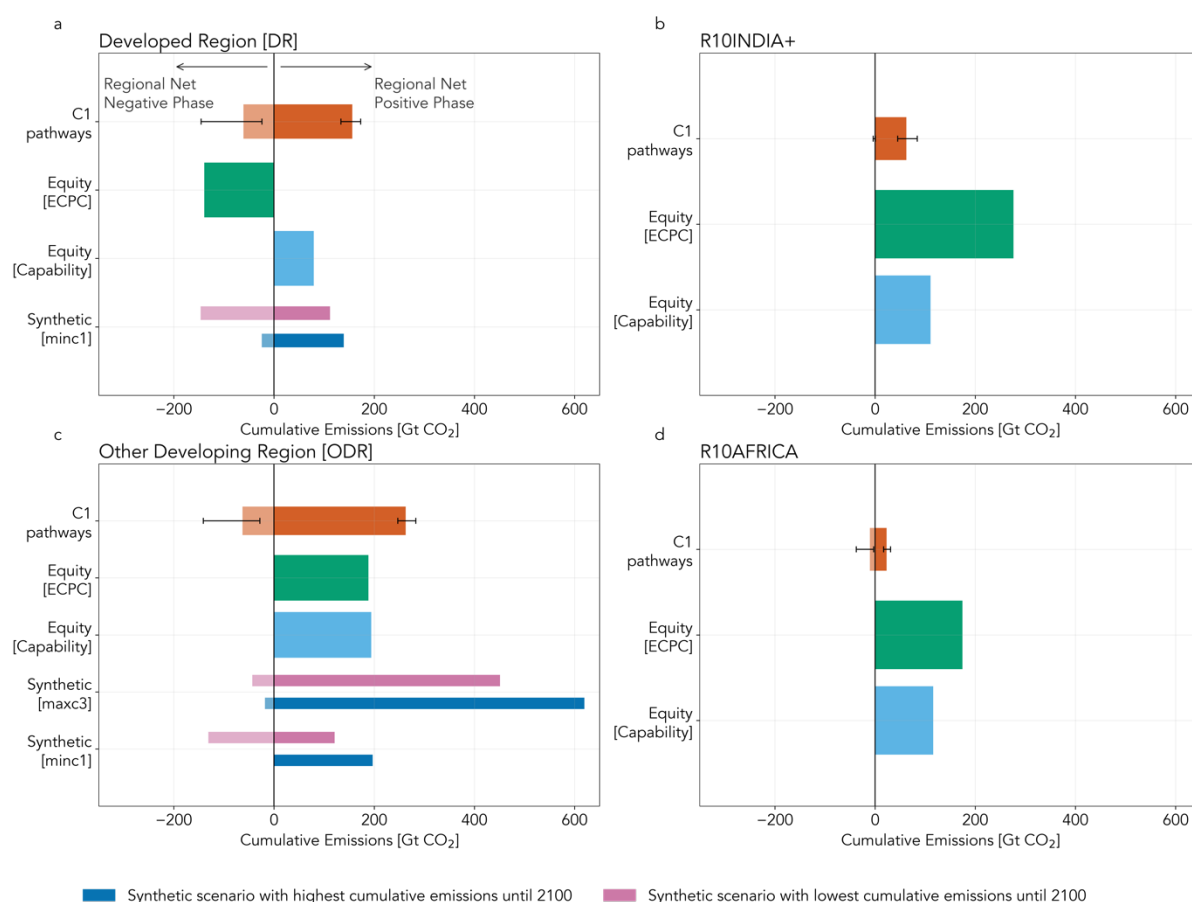 a
Developed Region [DR]
Regional Net
Negative Phase
Regional Net
Positive Phase
C1
pathways
Equity
[ECPC]
Equity
[Capability]
Synthetic
[minc1]
−200 0 200 400 600
Cumulative Emissions [Gt CO₂]
b
R10INDIA+
C1
pathways
Equity
[ECPC]
Equity
[Capability]
−200 0 200 400 600
Cumulative Emissions [Gt CO₂]
c
Other Developing Region [ODR]
C1
pathways
Equity
[ECPC]
Equity
[Capability]
Synthetic
[maxc3]
Synthetic
[minc1]
−200 0 200 400 600
Cumulative Emissions [Gt CO₂]
d
R10AFRICA
C1
pathways
Equity
[ECPC]
Equity
[Capability]
−200 0 200 400 600
Cumulative Emissions [Gt CO₂]
Synthetic scenario with highest cumulative emissions until 2100
Synthetic scenario with lowest cumulative emissions until 2100